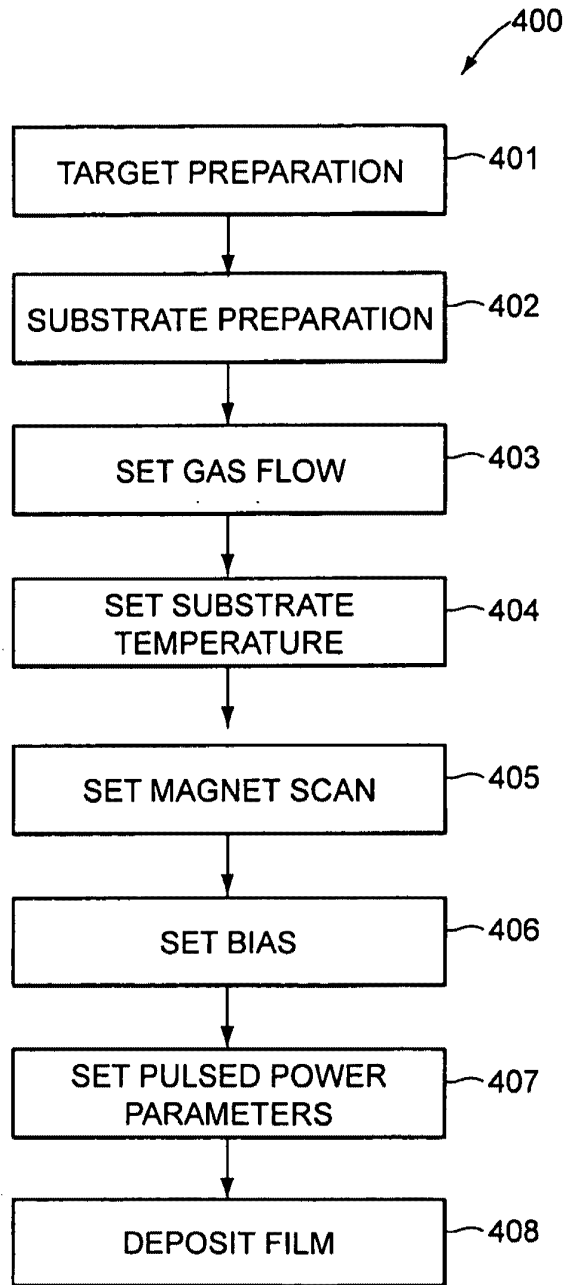 400
TARGET PREPARATION
401
SUBSTRATE PREPARATION
402
SET GAS FLOW
403
SET SUBSTRATE
TEMPERATURE
404
SET MAGNET SCAN
405
SET BIAS
406
SET PULSED POWER
PARAMETERS
407
DEPOSIT FILM
408